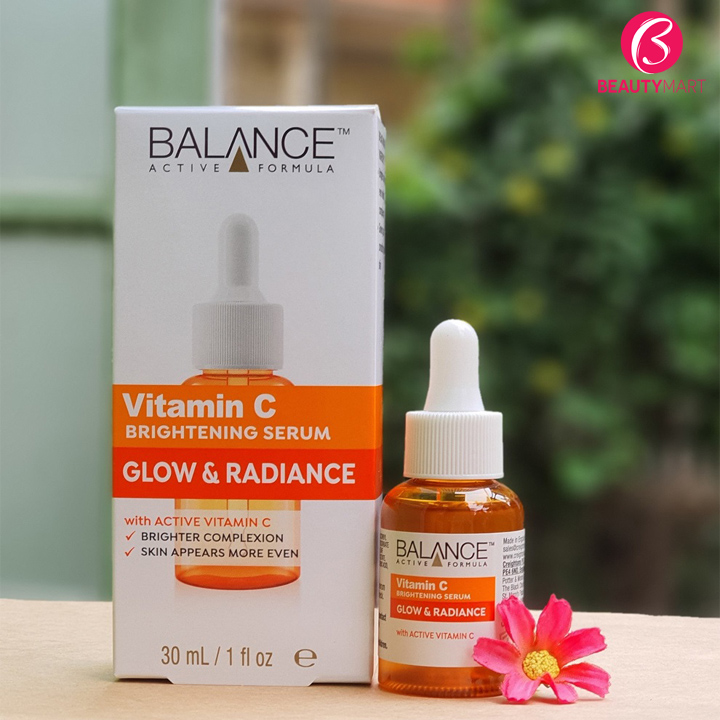 BEAUTYMART
BALANCE™
ACTIVE FORMULA
Vitamin C
BRIGHTENING SERUM
GLOW & RADIANCE
with ACTIVE VITAMIN C
✓ BRIGHTER COMPLEXION
✓ SKIN APPEARS MORE EVEN
30 mL / 1 fl oz ℮
BALANCE™
ACTIVE FORMULA
Vitamin C
BRIGHTENING SERUM
GLOW & RADIANCE
with ACTIVE VITAMIN C